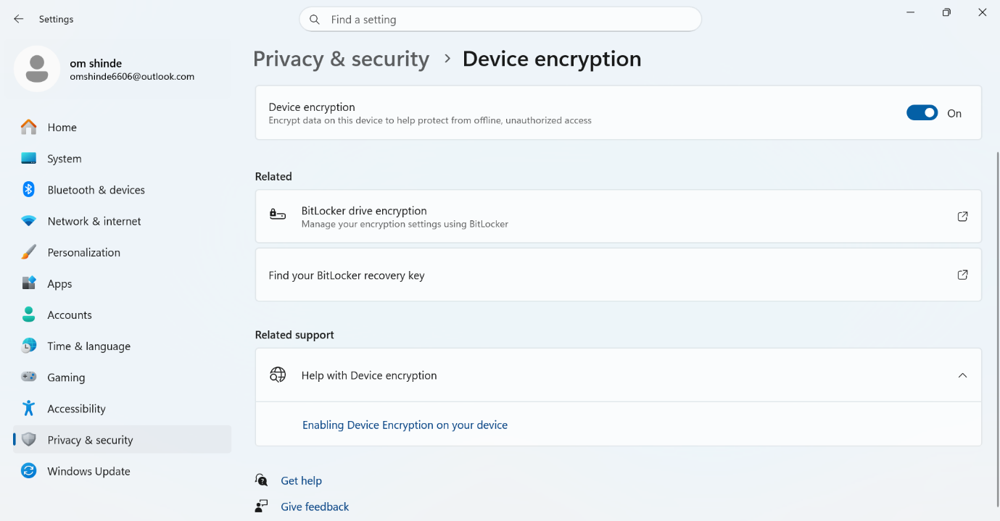 Settings
Find a setting
om shinde
omshinde6606@outlook.com
Home
System
Bluetooth & devices
Network & internet
Personalization
Apps
Accounts
Time & language
Gaming
Accessibility
Privacy & security
Windows Update
Privacy & security > Device encryption
Device encryption
Encrypt data on this device to help protect from offline, unauthorized access
On
Related
BitLocker drive encryption
Manage your encryption settings using BitLocker
Find your BitLocker recovery key
Related support
Help with Device encryption
Enabling Device Encryption on your device
Get help
Give feedback